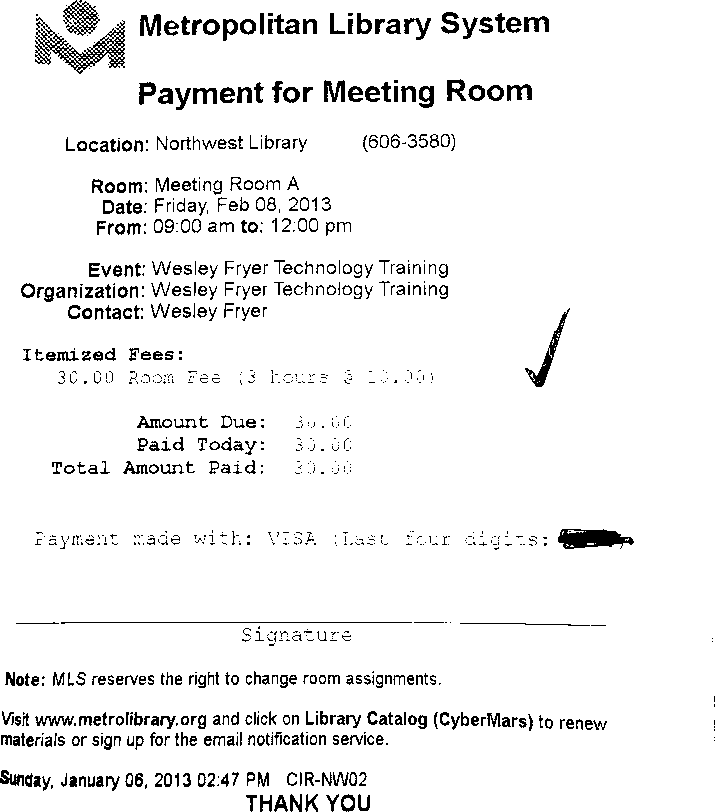 Metropolitan Library System
Payment for Meeting Room
Location: Northwest Library (606-3580)
Room: Meeting Room A
Date: Friday, Feb 08, 2013
From: 09:00 am to: 12:00 pm
Event: Wesley Fryer Technology Training
Organization: Wesley Fryer Technology Training
Contact: Wesley Fryer
Itemized Fees:
30.00 Room Fee (3 hours @ 10.00)
Amount Due: 30.00
Paid Today: 30.00
Total Amount Paid: 30.00
Payment made with: VISA (Last four digits:
Signature
Note: MLS reserves the right to change room assignments.
Visit www.metrolibrary.org and click on Library Catalog (CyberMars) to renew
materials or sign up for the email notification service.
Sunday, January 06, 2013 02:47 PM CIR-NW02
THANK YOU